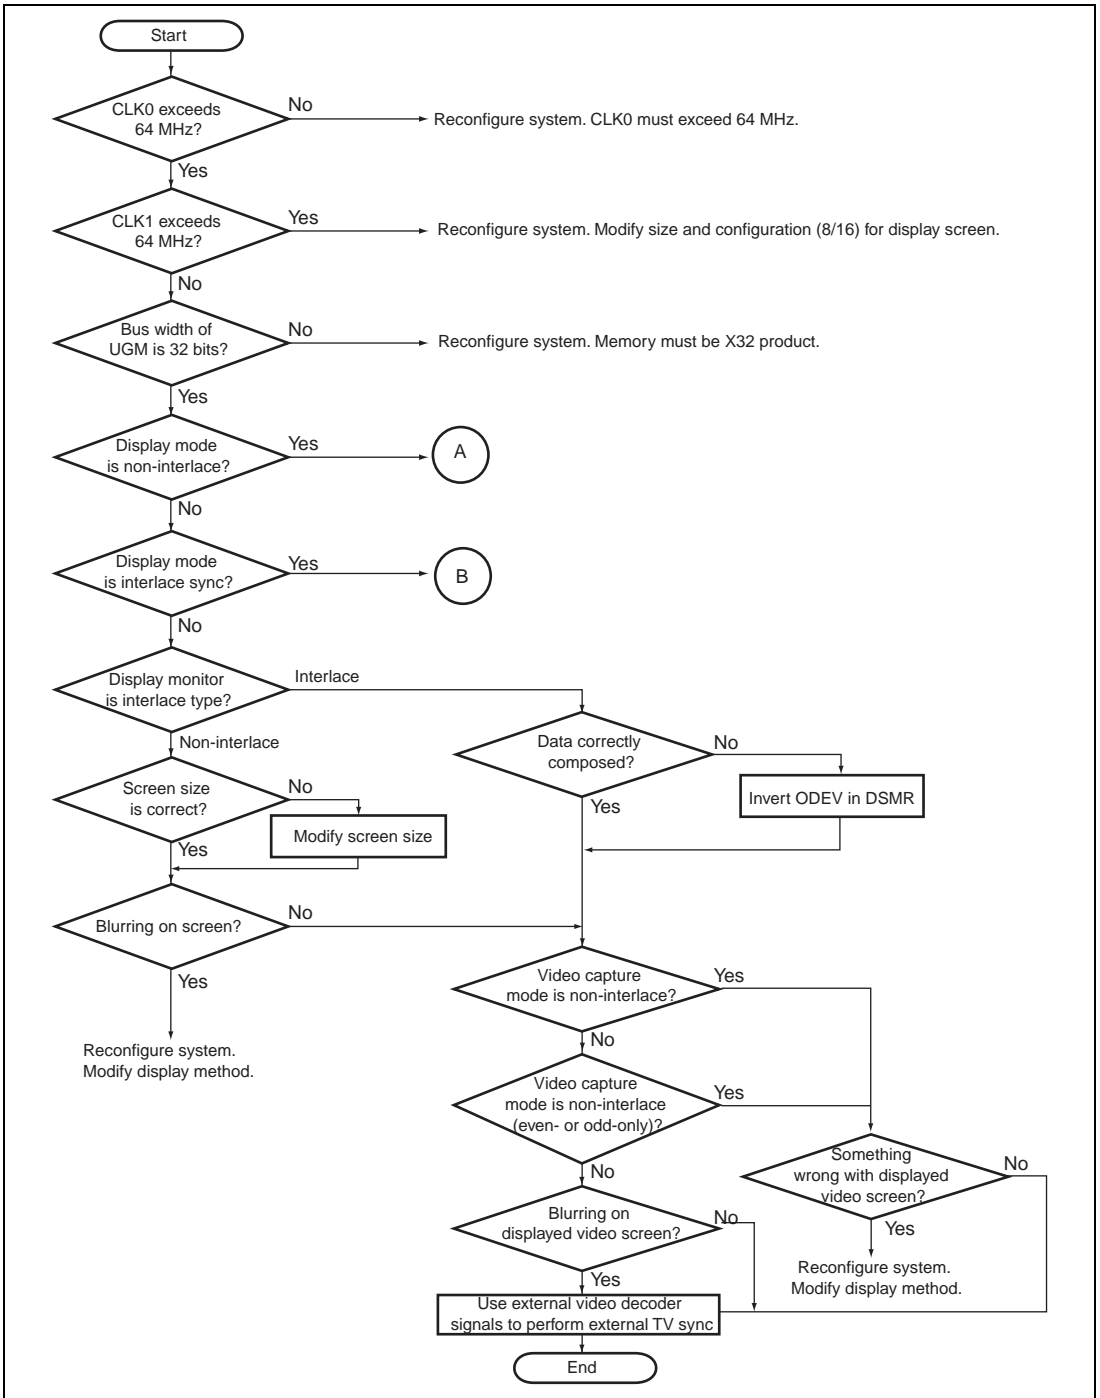 Start
CLK0 exceeds
64 MHz?
No
Reconfigure system. CLK0 must exceed 64 MHz.
Yes
CLK1 exceeds
64 MHz?
Yes
Reconfigure system. Modify size and configuration (8/16) for display screen.
No
Bus width of
UGM is 32 bits?
No
Reconfigure system. Memory must be X32 product.
Yes
Display mode
is non-interlace?
Yes
A
No
Display mode
is interlace sync?
Yes
B
No
Display monitor
is interlace type?
Interlace
Non-interlace
Data correctly
composed?
No
Invert ODEV in DSMR
Yes
Screen size
is correct?
No
Modify screen size
Yes
Blurring on screen?
No
Yes
Reconfigure system.
Modify display method.
Video capture
mode is non-interlace?
Yes
No
Video capture
mode is non-interlace
(even- or odd-only)?
Yes
No
Something
wrong with displayed
video screen?
No
Yes
Reconfigure system.
Modify display method.
Blurring on
displayed video screen?
No
Yes
Use external video decoder
signals to perform external TV sync
End